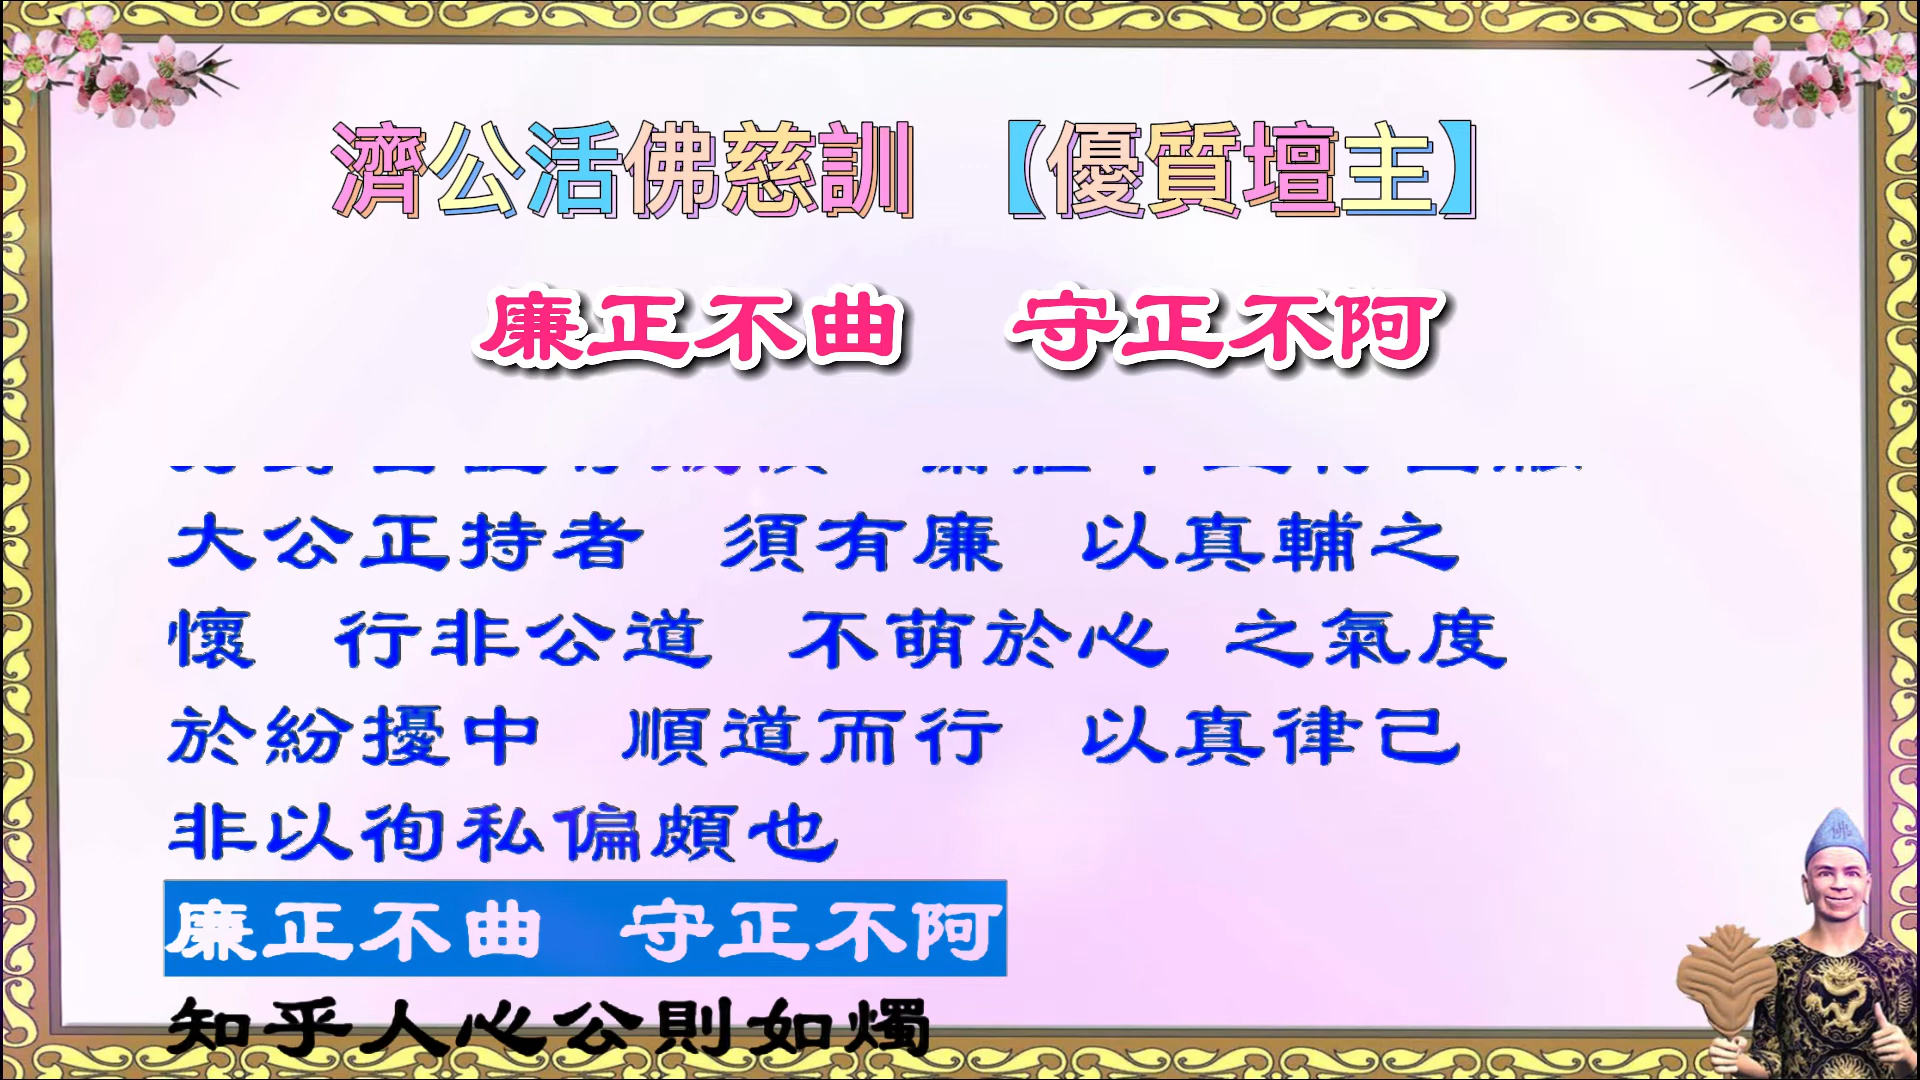 濟公活佛慈訓 【優質壇主】
廉正不曲 守正不阿
大公正持者 須有廉 以真輔之
懷 行非公道 不萌於心 之氣度
於紛擾中 順道而行 以真律己
非以徇私偏頗也
廉正不曲 守正不阿
知乎人心公則如燭